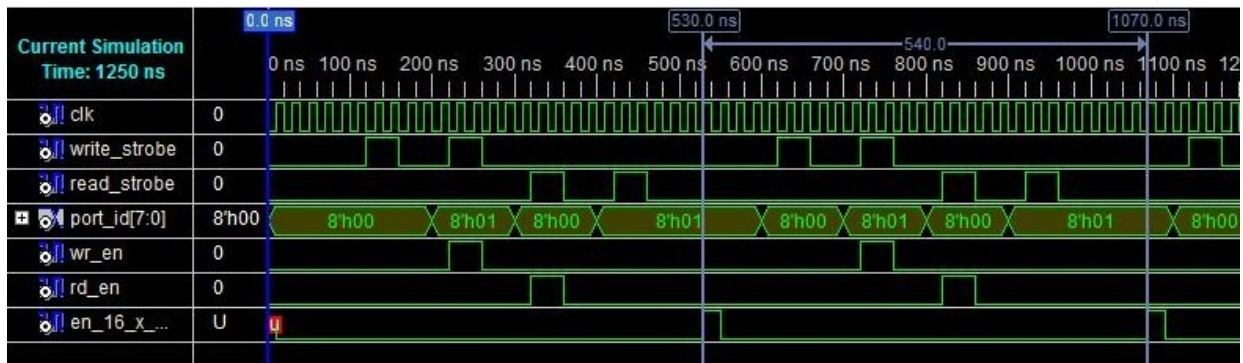 0.0 ns 530.0 ns 1070.0 ns
540.0
Current Simulation
Time: 1250 ns
0 ns 100 ns 200 ns 300 ns 400 ns 500 ns 600 ns 700 ns 800 ns 900 ns 1000 ns 1100 ns 12
clk 0
write_strobe 0
read_strobe 0
port_id[7:0] 8'h00 8'h00 8'h01 8'h00 8'h01 8'h00 8'h01 8'h00 8'h01 8'h00
wr_en 0
rd_en 0
en_16_x_... U u